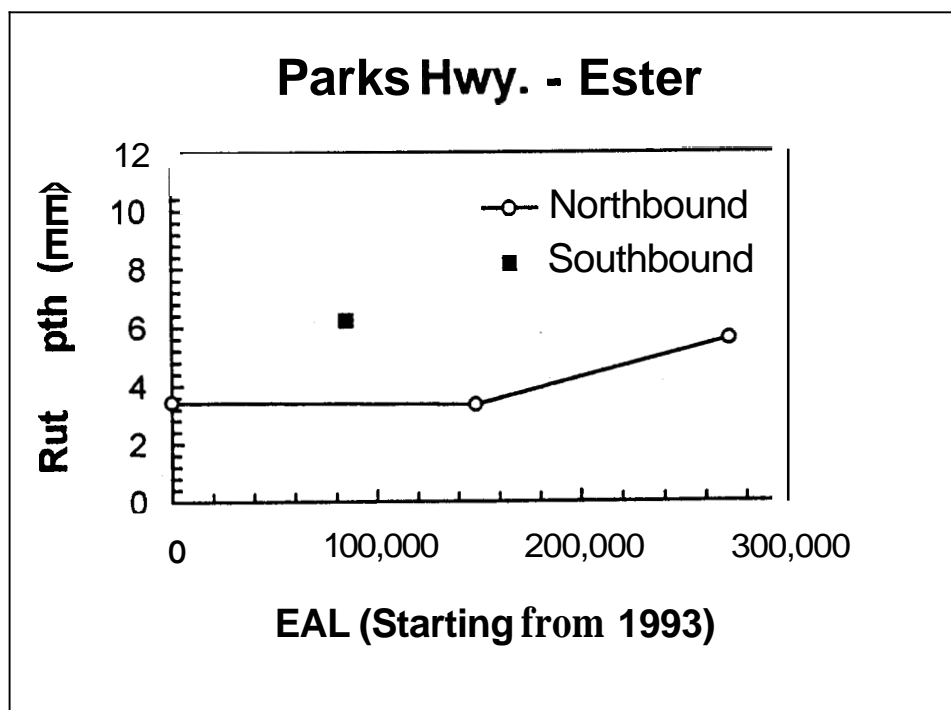 Parks Hwy. - Ester
12
10
8
6
4
2
0
Rut pth (mm)
Northbound
Southbound
0 100,000 200,000 300,000
EAL (Starting from 1993)